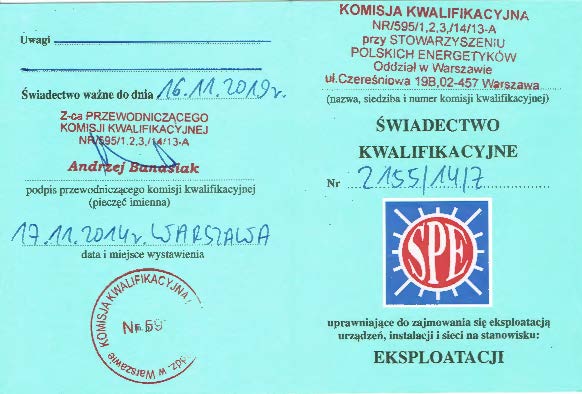 Uwagi
Świadectwo ważne do dnia 16.11.2019r.
Z-ca PRZEWODNICZĄCEGO
KOMISJI KWALIFIKACYJNEJ
NR/595/1,2,3,/14/13-A
Andrzej Banasiak
podpis przewodniczącego komisji kwalifikacyjnej
(pieczęć imienna)
17.11.2014r. WARSZAWA
data i miejsce wystawienia
KOMISJA KWALIFIKACYJNA
Nr 59
w Warszawie
KOMISJA KWALIFIKACYJNA
NR/595/1,2,3,/14/13-A
przy STOWARZYSZENIU
POLSKICH ENERGETYKÓW
Oddział w Warszawie
ul.Czereśniowa 19B,02-457 Warszawa
(nazwa, siedziba i numer komisji kwalifikacyjnej)
ŚWIADECTWO
KWALIFIKACYJNE
Nr 2155/14/7
SPE
uprawniające do zajmowania się eksploatacją
urządzeń, instalacji i sieci na stanowisku:
EKSPLOATACJI